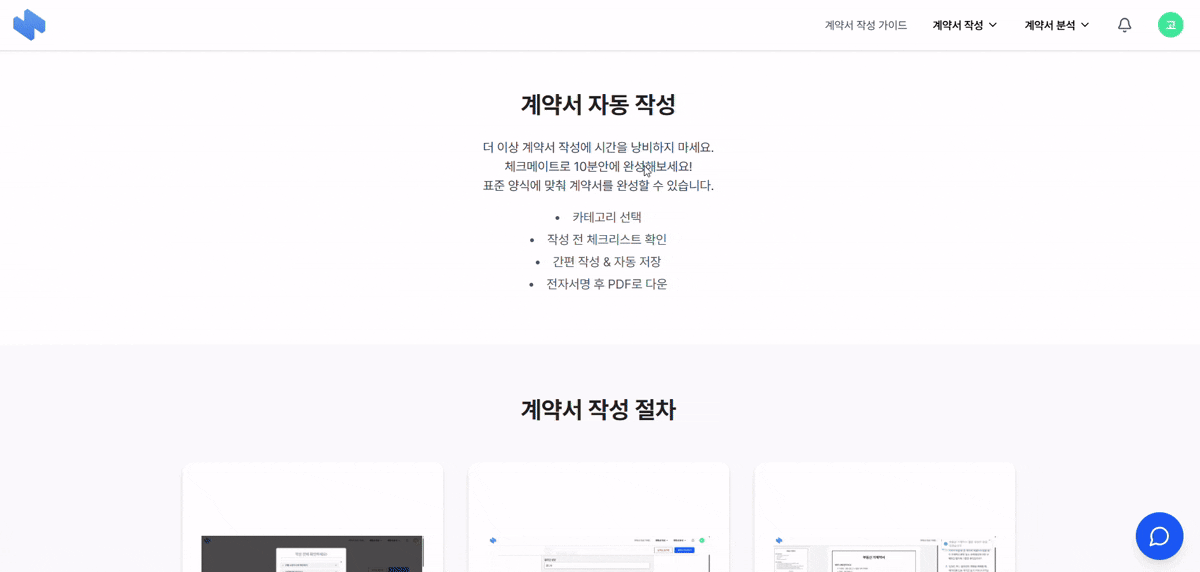 계약서 작성 가이드
계약서 작성
계약서 분석
고
계약서 자동 작성
더 이상 계약서 작성에 시간을 낭비하지 마세요.
체크메이트로 10분안에 완성해보세요!
표준 양식에 맞춰 계약서를 완성할 수 있습니다.
• 카테고리 선택
• 작성 전 체크리스트 확인
• 간편 작성 & 자동 저장
• 전자서명 후 PDF로 다운
계약서 작성 절차